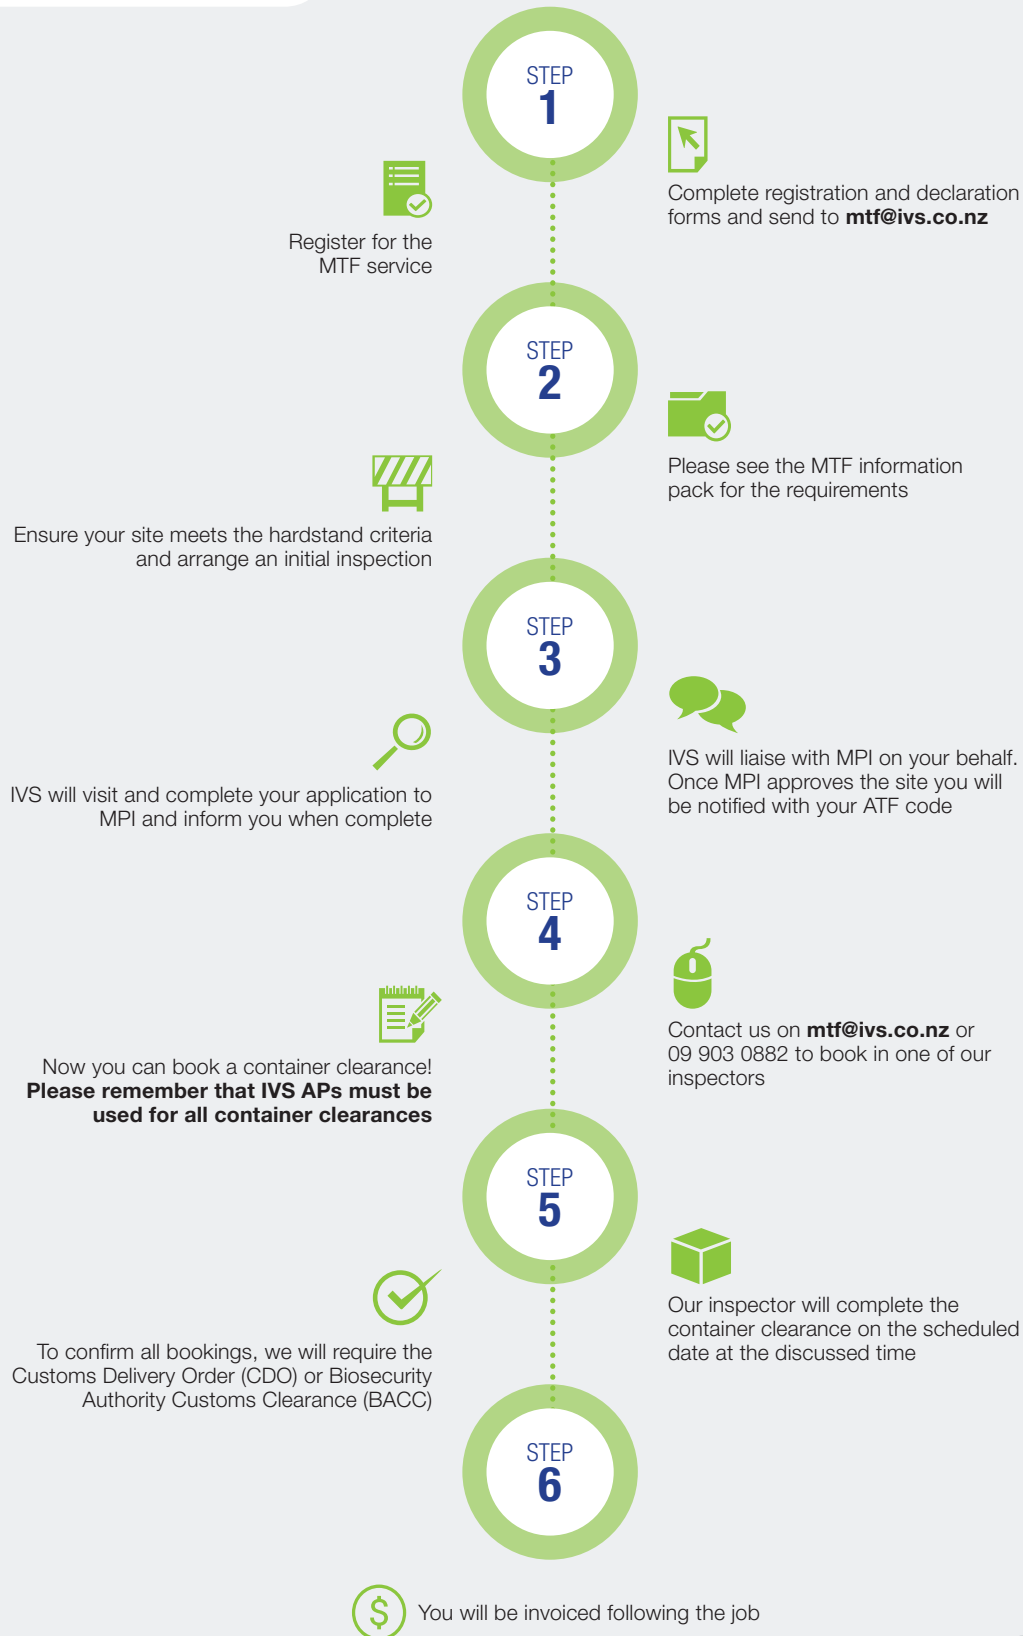 STEP
1
Register for the
MTF service
Complete registration and declaration
forms and send to mtf@ivs.co.nz
STEP
2
Ensure your site meets the hardstand criteria
and arrange an initial inspection
Please see the MTF information
pack for the requirements
STEP
3
IVS will visit and complete your application to
MPI and inform you when complete
IVS will liaise with MPI on your behalf.
Once MPI approves the site you will
be notified with your ATF code
STEP
4
Now you can book a container clearance!
Please remember that IVS APs must be
used for all container clearances
Contact us on mtf@ivs.co.nz or
09 903 0882 to book in one of our
inspectors
STEP
5
To confirm all bookings, we will require the
Customs Delivery Order (CDO) or Biosecurity
Authority Customs Clearance (BACC)
Our inspector will complete the
container clearance on the scheduled
date at the discussed time
STEP
6
$
You will be invoiced following the job